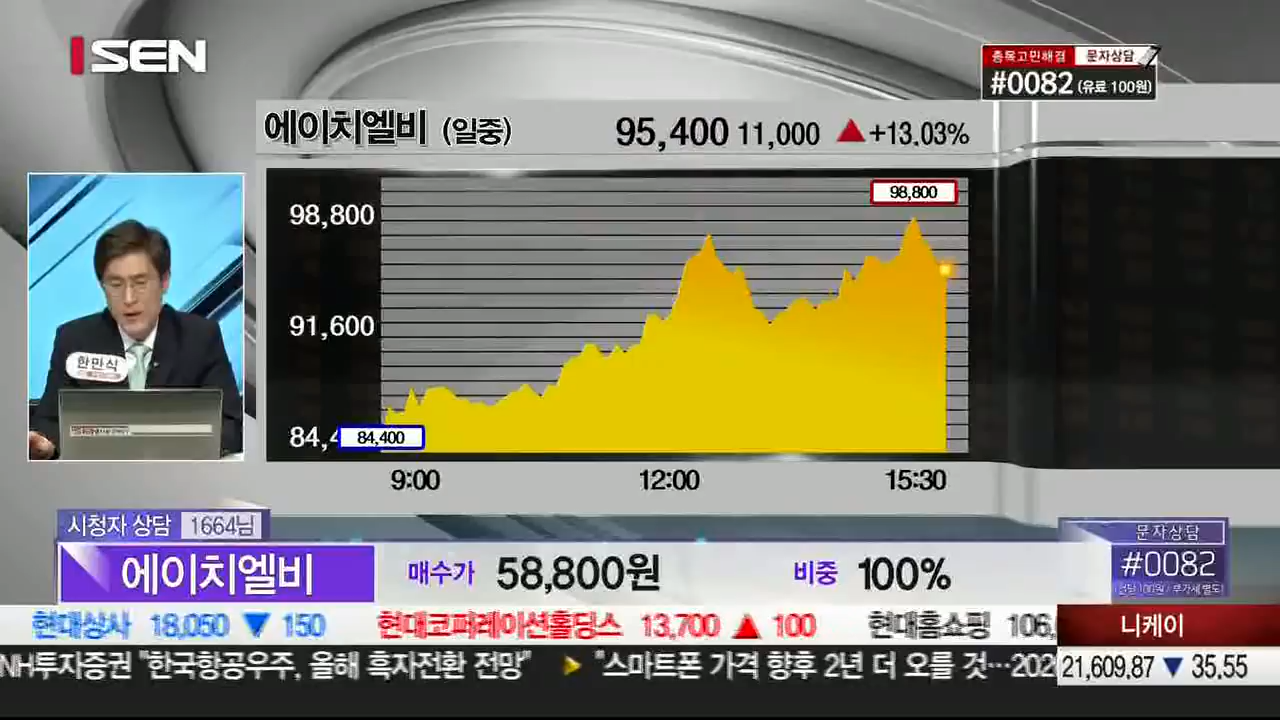 SEN
종목고민해결 문자상담
#0082 (유료 100원)
에이치엘비 (일중) 95,400 11,000 ▲ +13.03%
98,800
98,800
91,600
84,4
84,400
9:00 12:00 15:30
한만식
시청자 상담 1664님
에이치엘비 매수가 58,800원 비중 100%
문자상담
#0082
현대상사 18,050 ▼ 150 현대코퍼레이션홀딩스 13,700 ▲ 100 현대홈쇼핑 106,
니케이
NH투자증권 "한국항공우주, 올해 흑자전환 전망" ▶ "스마트폰 가격 향후 2년 더 오를 것…202
21,609.87 ▼ 35.55